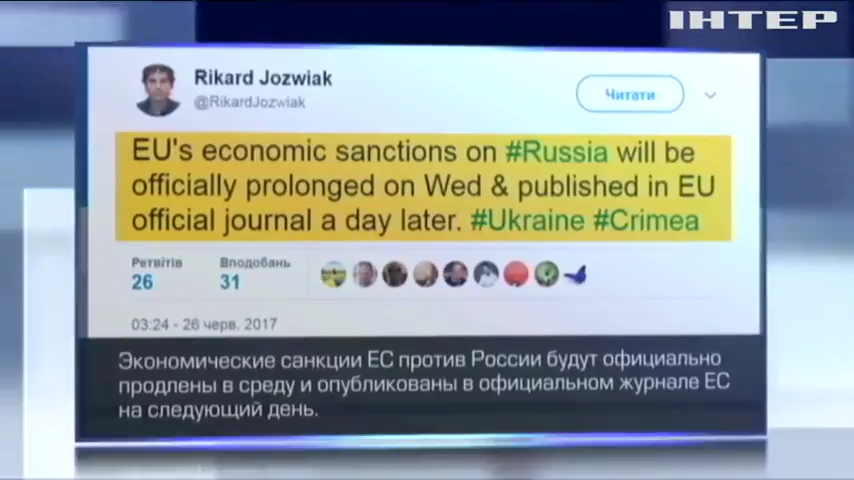 ІНТЕР
Rikard Jozwiak
@RikardJozwiak
Читати
EU's economic sanctions on #Russia will be
officially prolonged on Wed & published in EU
official journal a day later. #Ukraine #Crimea
Ретвітів Вподобань
26 31
03:24 - 26 черв. 2017
Экономические санкции ЕС против России будут официально
продлены в среду и опубликованы в официальном журнале ЕС
на следующий день.